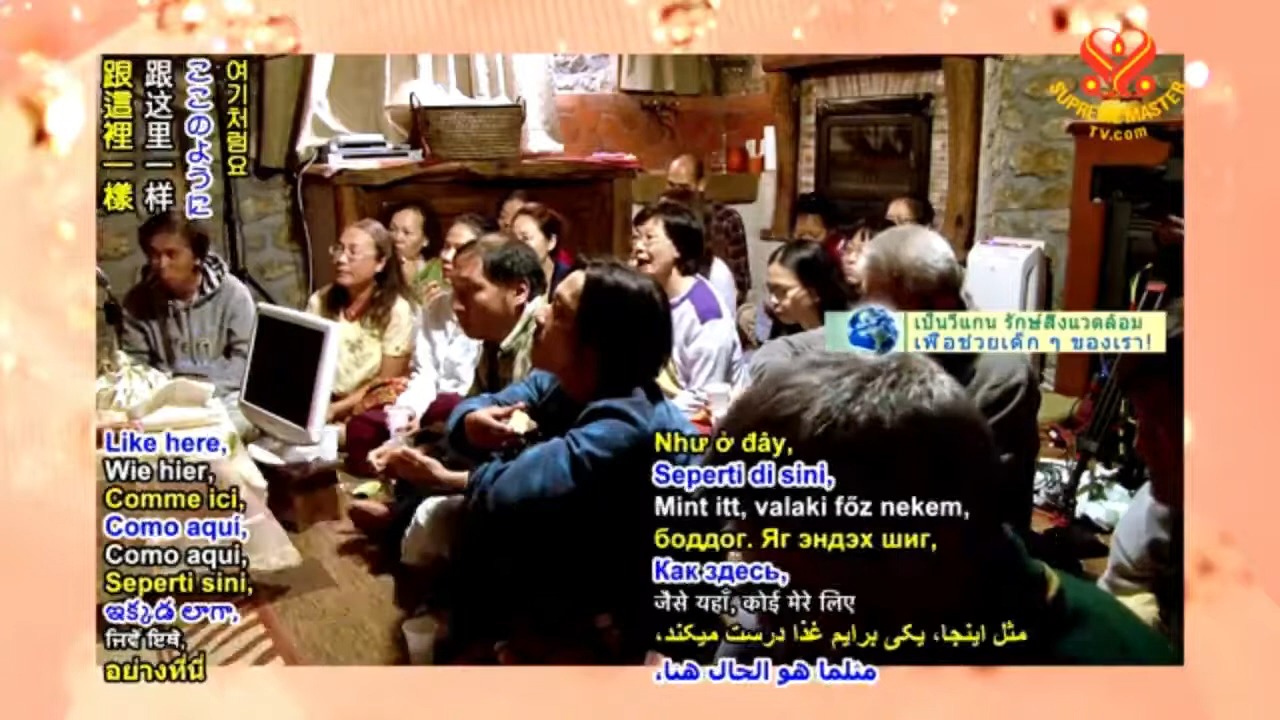 跟這裡一樣
跟这里一样
ここのように
여기처럼요
SUPREME MASTER
TV.com
เป็นวีแกน รักษ์สิ่งแวดล้อม
เพื่อช่วยเด็ก ๆ ของเรา!
Like here,
Wie hier,
Comme ici,
Como aquí,
Como aqui,
Seperti sini,
ఇక్కడ లాగా,
ਜਿਵੇਂ ਇੱਥੇ,
อย่างที่นี่
Như ở đây,
Seperti di sini,
Mint itt, valaki főz nekem,
боддог. Яг эндэх шиг,
Как здесь,
जैसे यहाँ, कोई मेरे लिए
مثل اینجا، یکی برایم غذا درست میکند،
مثلما هو الحال هنا،